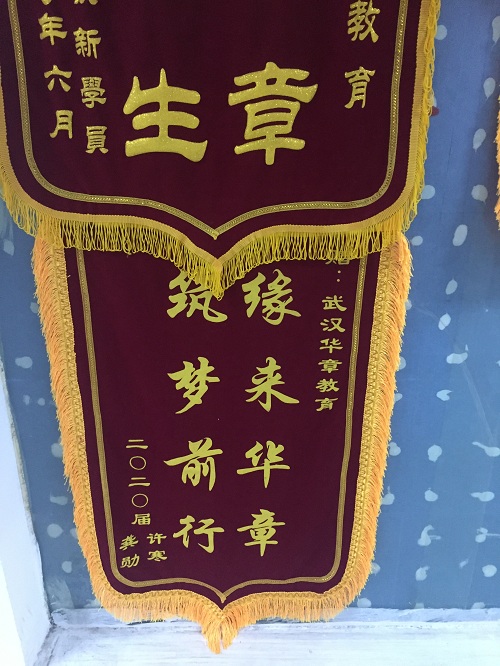 教育
章
生
新學員
年六月
赠：武汉华章教育
缘来华章
筑梦前行
二〇二〇届 许寒
龚勋